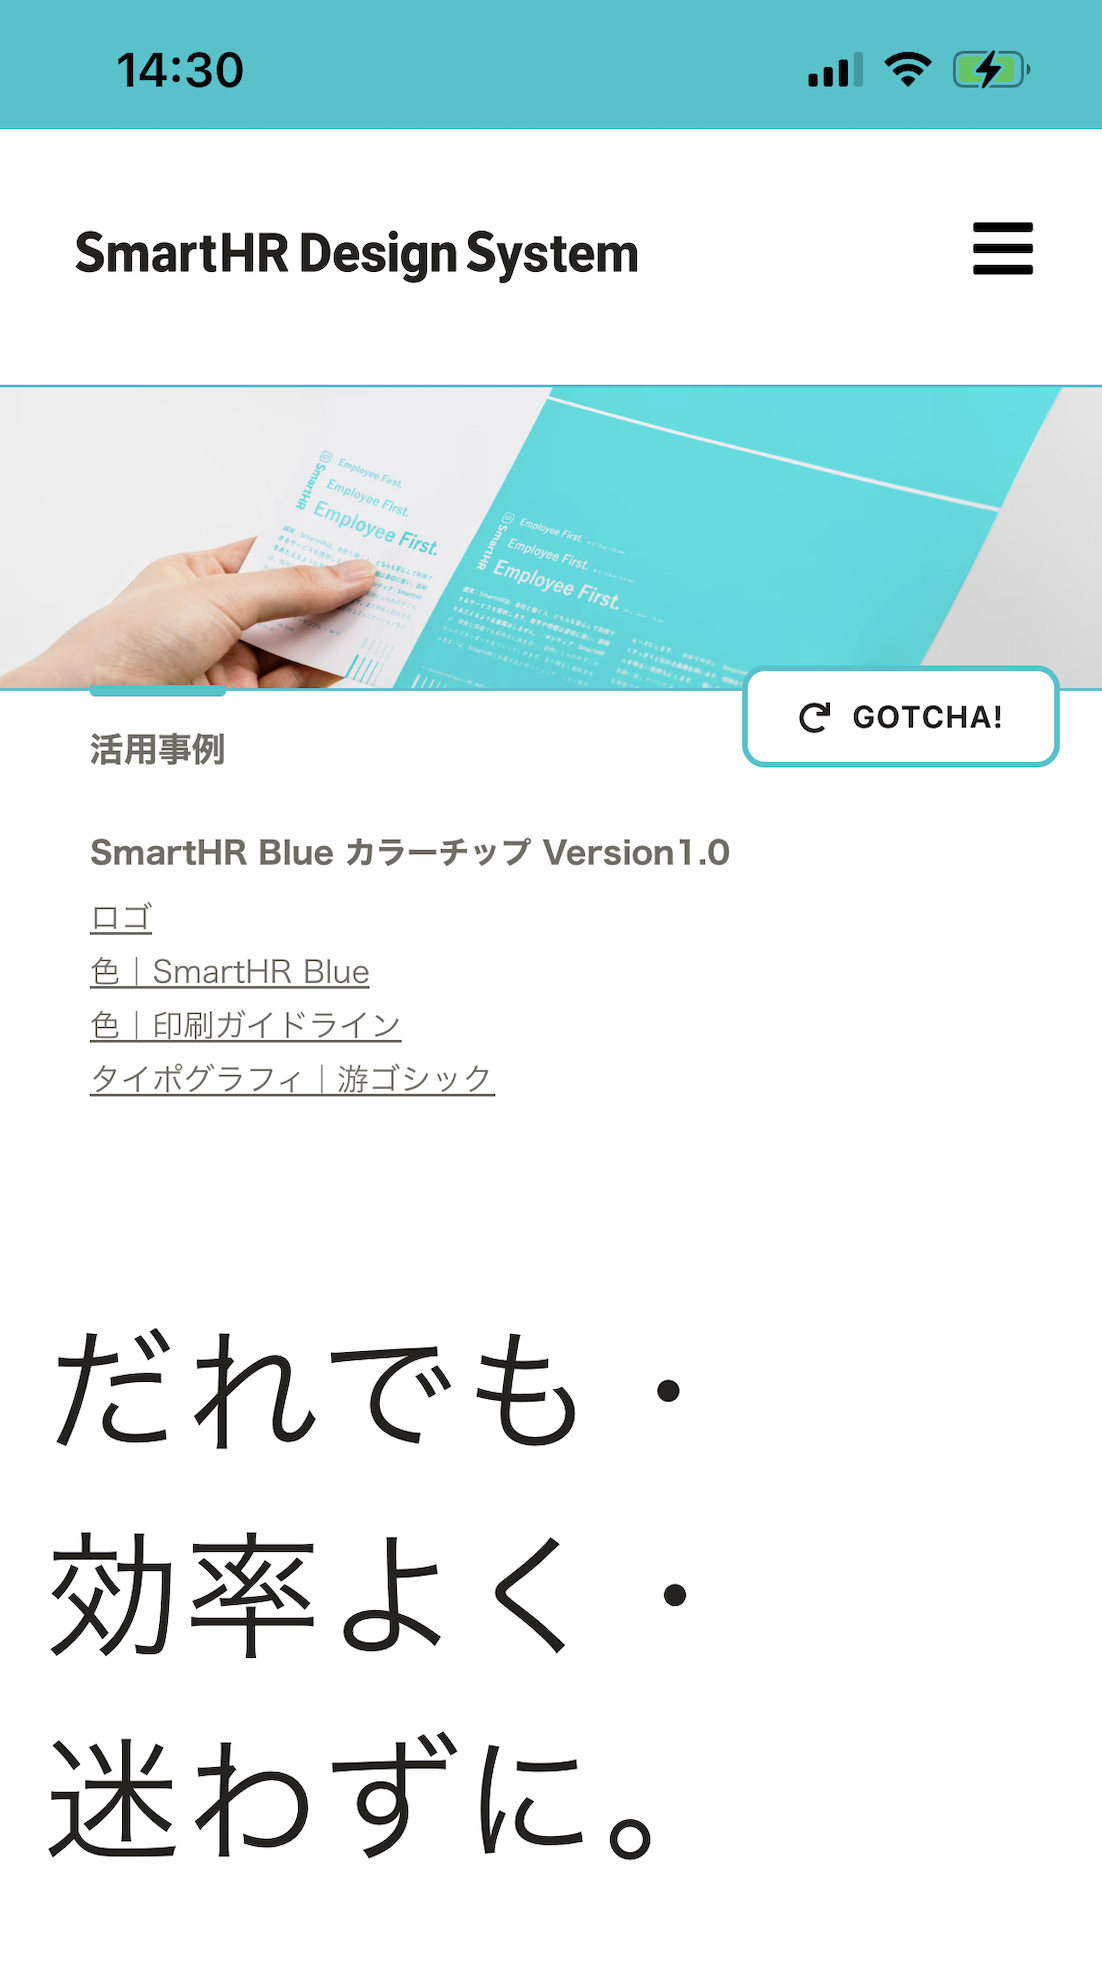 14:30
SmartHR Design System
Employee First.
Employee First.
Employee First.
SmartHR
Employee First.
Employee First.
Employee First.
SmartHR
GOTCHA!
活用事例
SmartHR Blue カラーチップ Version1.0
ロゴ
色｜SmartHR Blue
色｜印刷ガイドライン
タイポグラフィ｜游ゴシック
だれでも・
効率よく・
迷わずに。